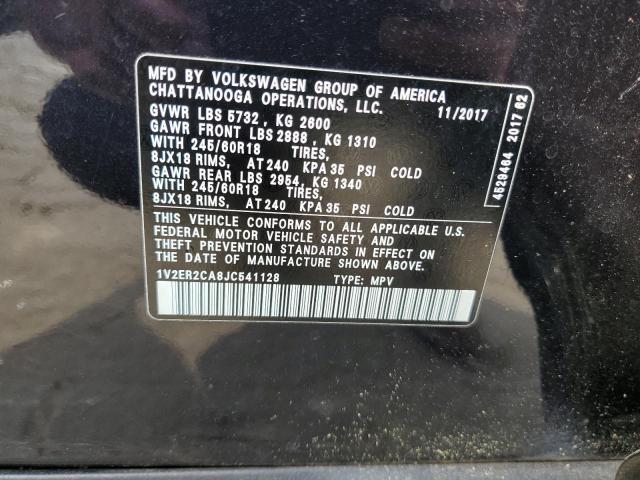 MFD BY VOLKSWAGEN GROUP OF AMERICA
CHATTANOOGA OPERATIONS, LLC. 11/2017
GVWR LBS 5732 , KG 2600
GAWR FRONT LBS 2888 , KG 1310
WITH 245/60R18 TIRES,
8JX18 RIMS, AT 240 KPA 35 PSI COLD
GAWR REAR LBS 2954, KG 1340
WITH 245/60R18 TIRES,
8JX18 RIMS, AT 240 KPA 35 PSI COLD
THIS VEHICLE CONFORMS TO ALL APPLICABLE U.S.
FEDERAL MOTOR VEHICLE SAFETY AND
THEFT PREVENTION STANDARDS IN EFFECT ON
THE DATE OF MANUFACTURE SHOWN ABOVE.
1V2ER2CA8JC541128 TYPE: MPV
4529464 2017 62